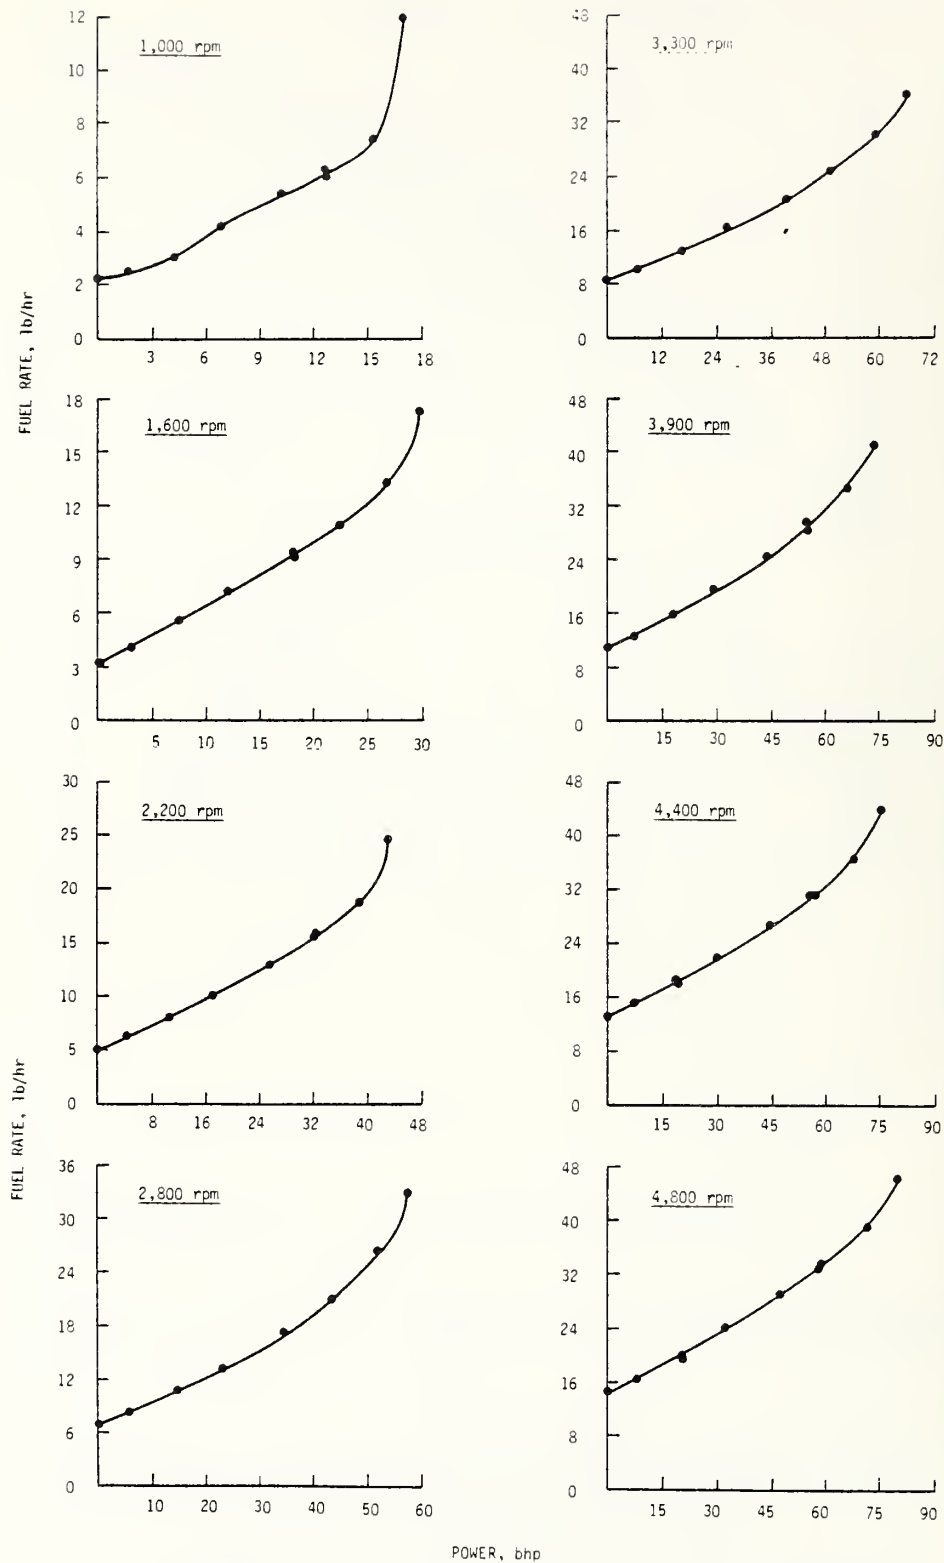 1,000 rpm
12
10
8
6
4
2
0
3 6 9 12 15 18
3,300 rpm
48
40
32
24
16
8
0
12 24 36 48 60 72
FUEL RATE, lb/hr
1,600 rpm
18
15
12
9
6
3
0
5 10 15 20 25 30
3,900 rpm
48
40
32
24
16
8
0
15 30 45 60 75 90
2,200 rpm
30
25
20
15
10
5
0
8 16 24 32 40 48
4,400 rpm
48
40
32
24
16
8
0
15 30 45 60 75 90
FUEL RATE, lb/hr
2,800 rpm
36
30
24
18
12
6
0
10 20 30 40 50 60
4,800 rpm
48
40
32
24
16
8
0
15 30 45 60 75 90
POWER, bhp